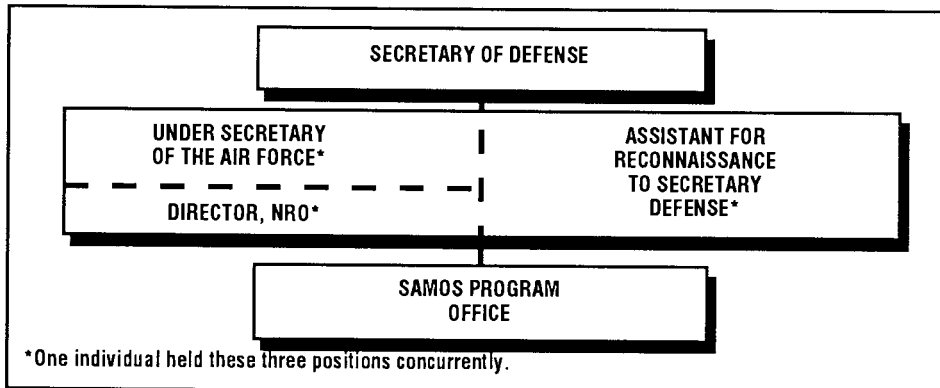 SECRETARY OF DEFENSE
UNDER SECRETARY
OF THE AIR FORCE*
DIRECTOR, NRO*
ASSISTANT FOR
RECONNAISSANCE
TO SECRETARY
DEFENSE*
SAMOS PROGRAM
OFFICE
*One individual held these three positions concurrently.